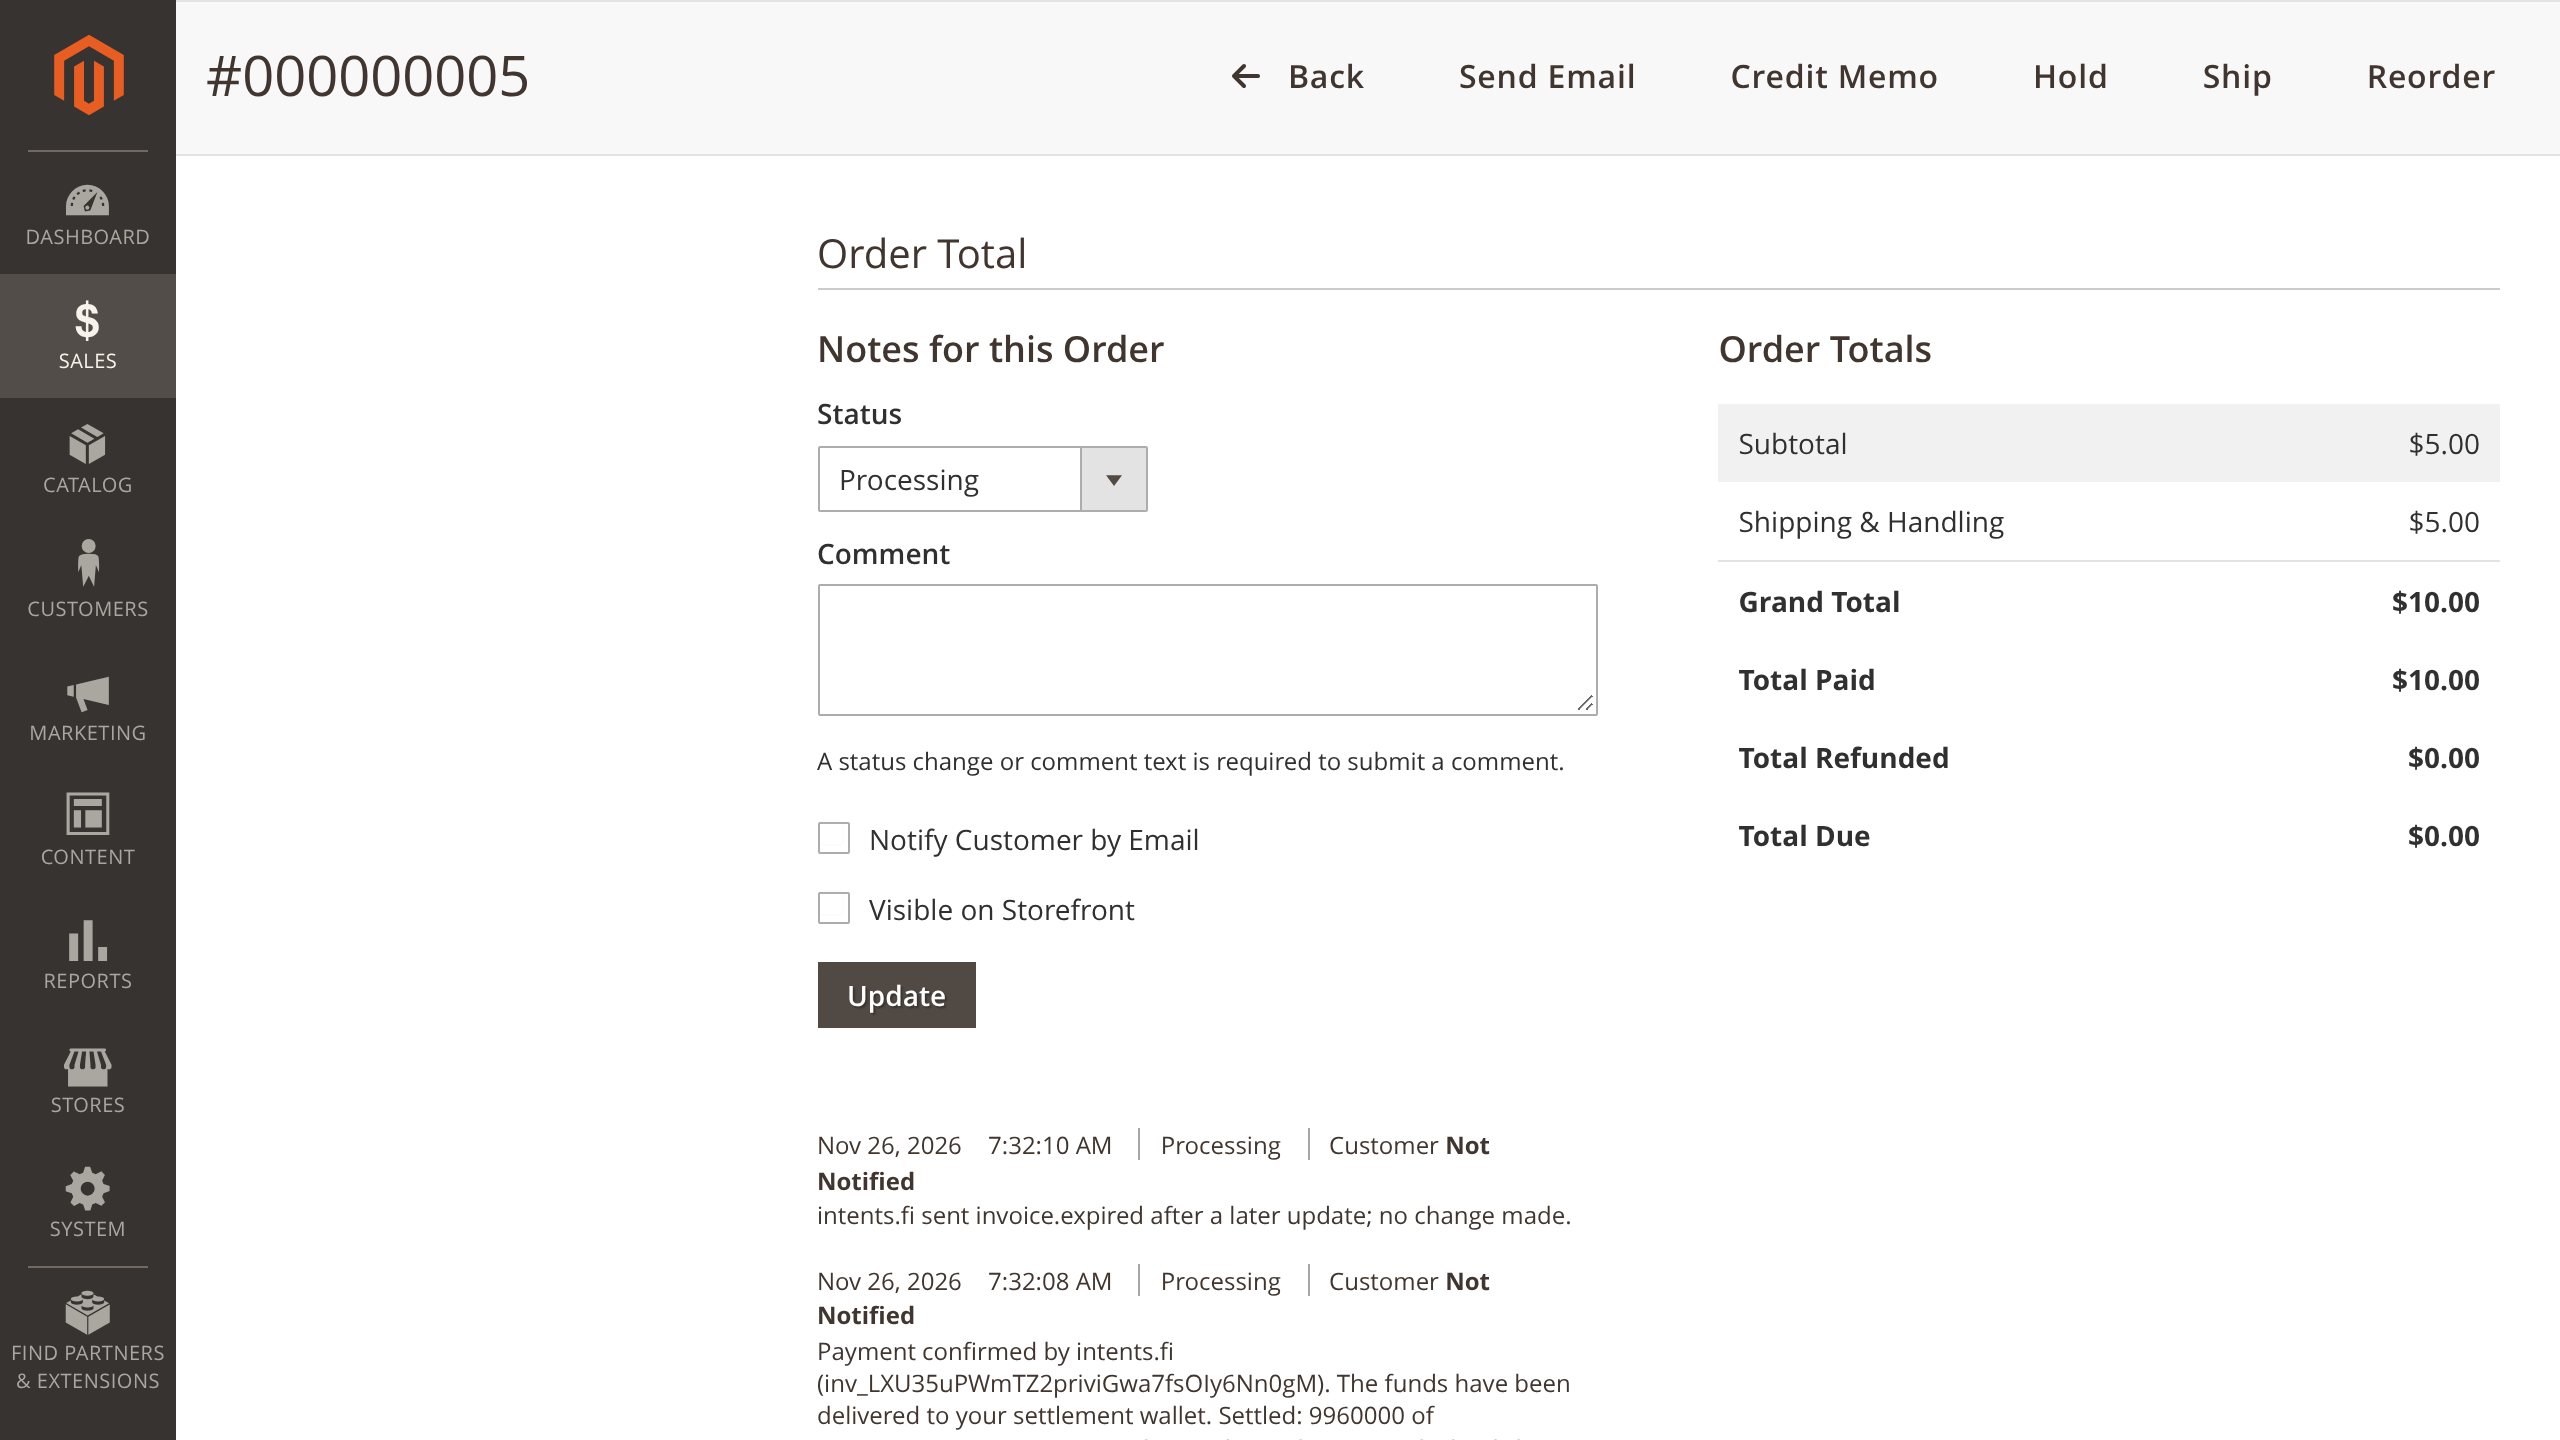 #000000005
Back
Send Email
Credit Memo
Hold
Ship
Reorder
DASHBOARD
SALES
CATALOG
CUSTOMERS
MARKETING
CONTENT
REPORTS
STORES
SYSTEM
FIND PARTNERS
& EXTENSIONS
Order Total
Notes for this Order
Status
Processing
Comment
A status change or comment text is required to submit a comment.
Notify Customer by Email
Visible on Storefront
Update
Order Totals
Subtotal $5.00
Shipping & Handling $5.00
Grand Total $10.00
Total Paid $10.00
Total Refunded $0.00
Total Due $0.00
Nov 26, 2026 7:32:10 AM Processing Customer Not
Notified
intents.fi sent invoice.expired after a later update; no change made.
Nov 26, 2026 7:32:08 AM Processing Customer Not
Notified
Payment confirmed by intents.fi
(inv_LXU35uPWmTZ2priviGwa7fsOIy6Nn0gM). The funds have been
delivered to your settlement wallet. Settled: 9960000 of